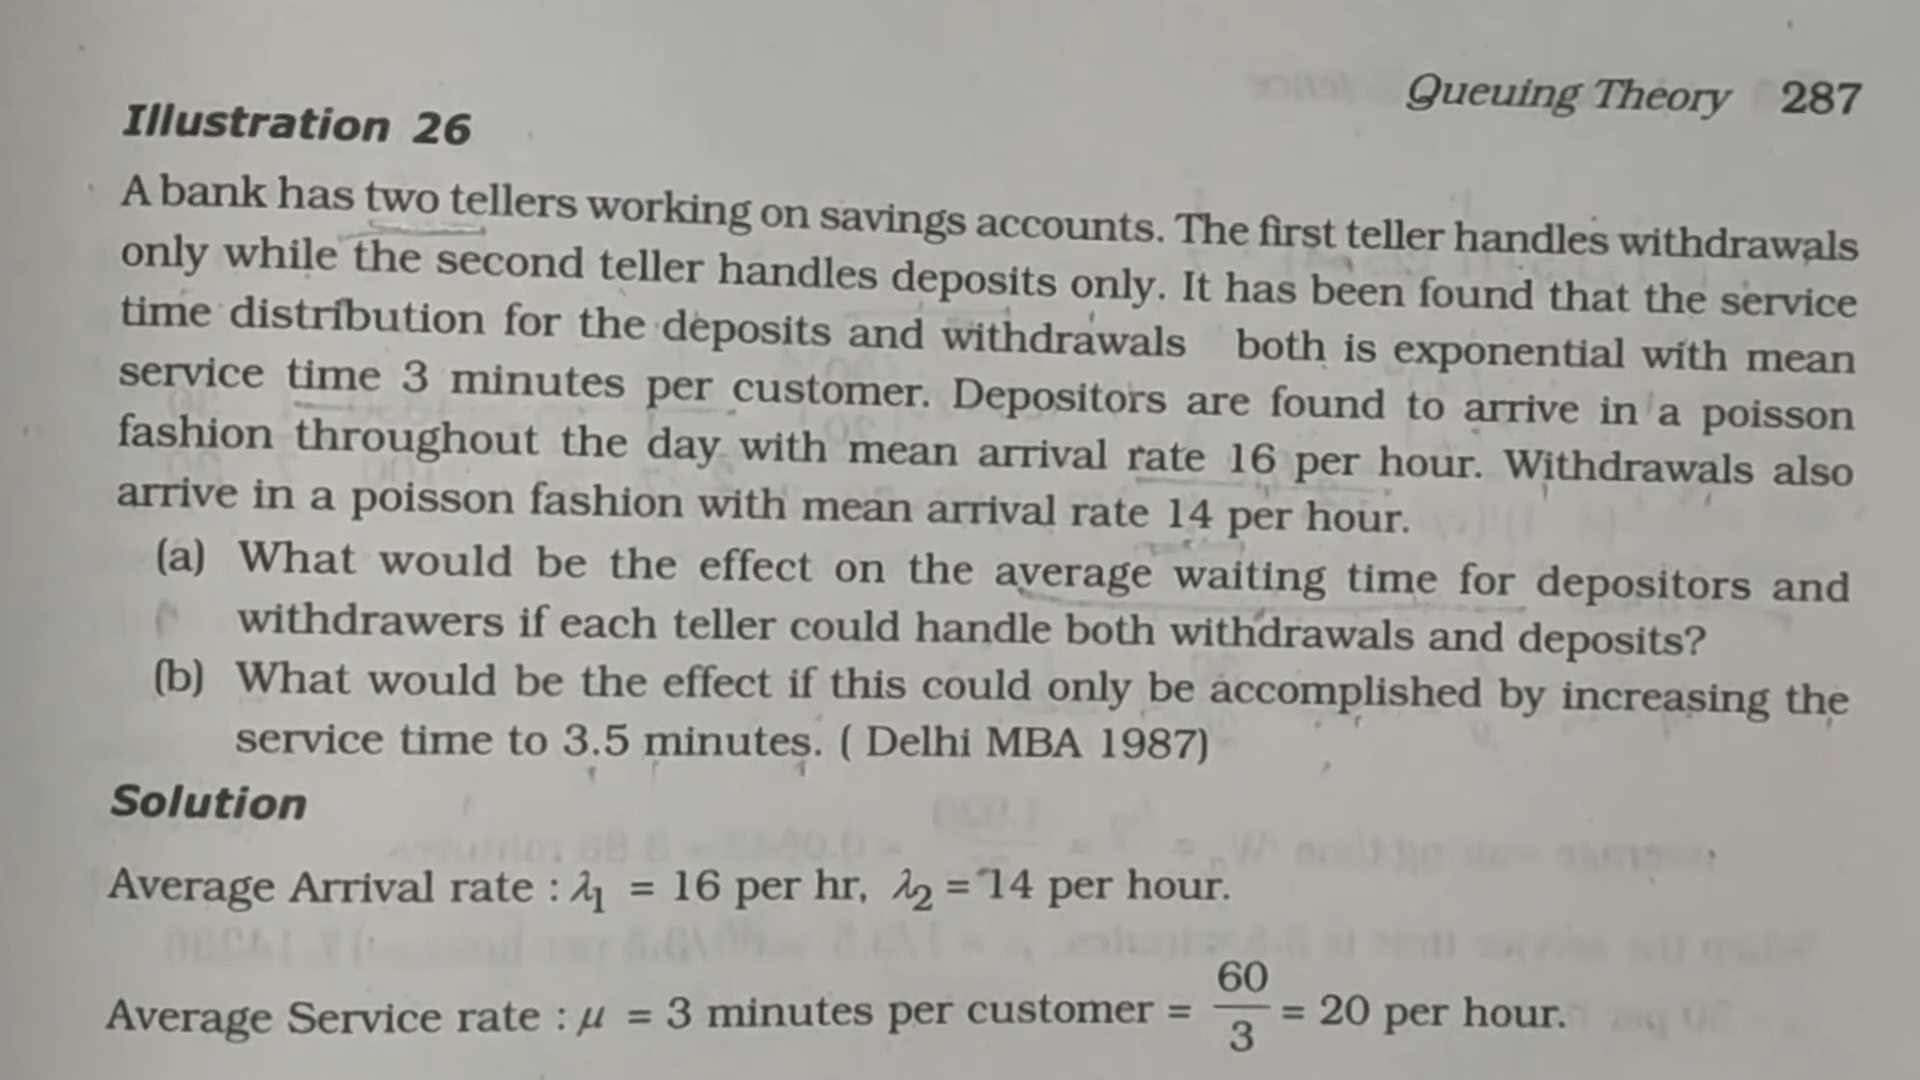 Queuing Theory 287
Illustration 26
A bank has two tellers working on savings accounts. The first teller handles withdrawals
only while the second teller handles deposits only. It has been found that the service
time distribution for the deposits and withdrawals both is exponential with mean
service time 3 minutes per customer. Depositors are found to arrive in a poisson
fashion throughout the day with mean arrival rate 16 per hour. Withdrawals also
arrive in a poisson fashion with mean arrival rate 14 per hour.
(a) What would be the effect on the average waiting time for depositors and
withdrawers if each teller could handle both withdrawals and deposits?
(b) What would be the effect if this could only be accomplished by increasing the
service time to 3.5 minutes. ( Delhi MBA 1987)
Solution
Average Arrival rate : λ1 = 16 per hr, λ2 = 14 per hour.
Average Service rate : μ = 3 minutes per customer = 60/3 = 20 per hour.